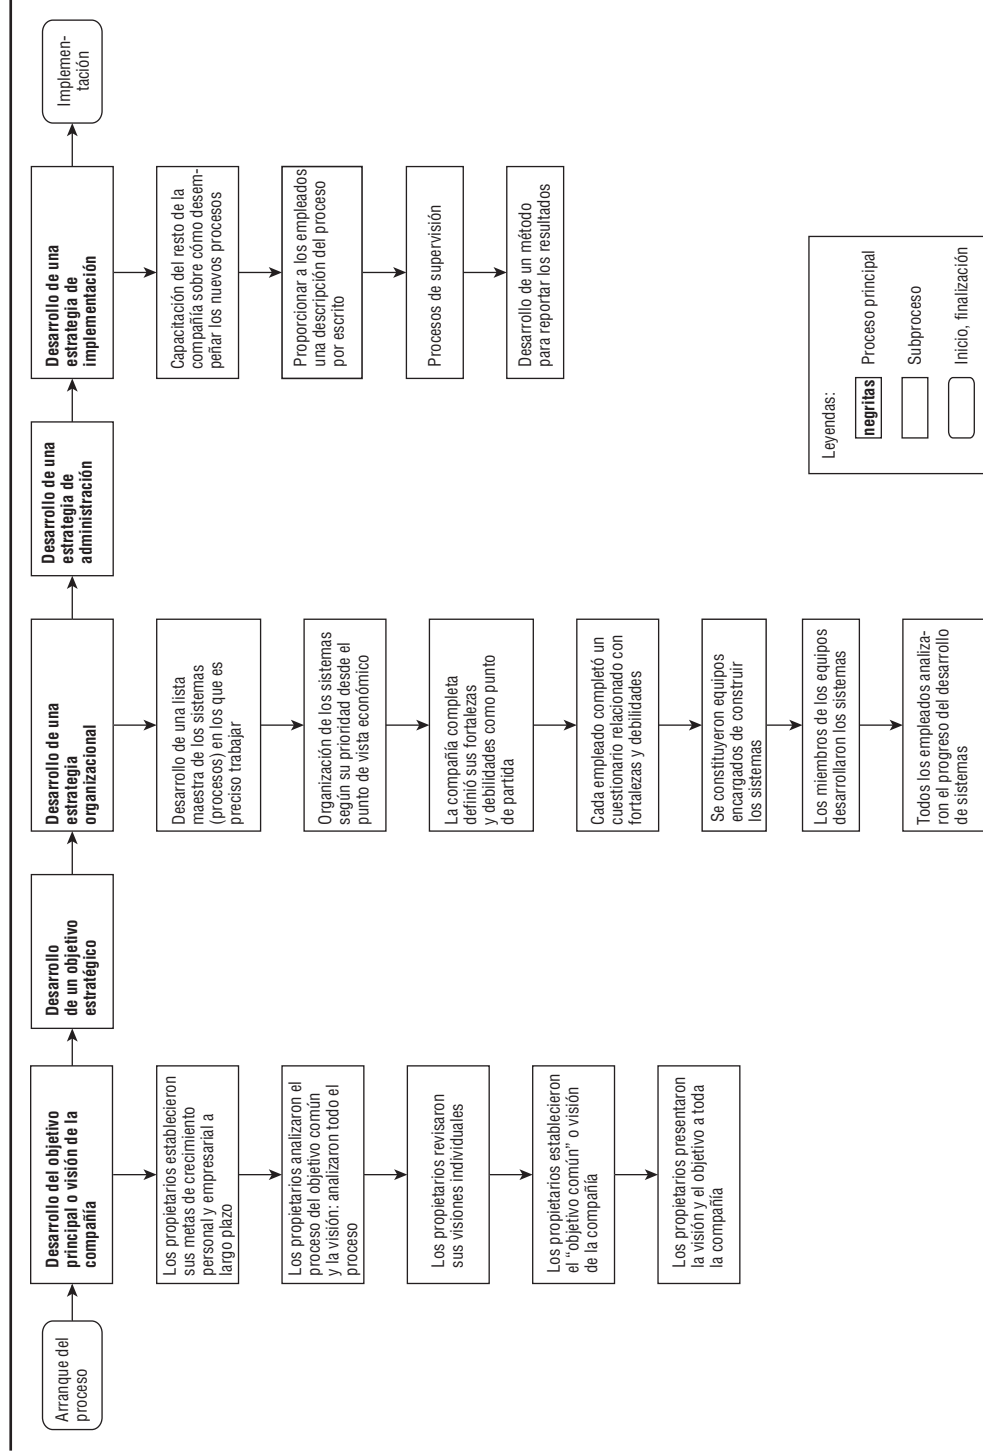 Arranque del
proceso
Desarrollo del objetivo
principal o visión de la
compañía
Los propietarios establecieron
sus metas de crecimiento
personal y empresarial a
largo plazo
Los propietarios analizaron el
proceso del objetivo común
y la visión: analizaron todo el
proceso
Los propietarios revisaron
sus visiones individuales
Los propietarios establecieron
el “objetivo común” o visión
de la compañía
Los propietarios presentaron
la visión y el objetivo a toda
la compañía
Desarrollo
de un objetivo
estratégico
Desarrollo de una
estrategia
organizacional
Desarrollo de una lista
maestra de los sistemas
(procesos) en los que es
preciso trabajar
Organización de los sistemas
según su prioridad desde el
punto de vista económico
La compañía completa
definió sus fortalezas
y debilidades como punto
de partida
Cada empleado completó un
cuestionario relacionado con
fortalezas y debilidades
Se constituyeron equipos
encargados de construir
los sistemas
Los miembros de los equipos
desarrollaron los sistemas
Todos los empleados analiza-
ron el progreso del desarrollo
de sistemas
Desarrollo de una
estrategia de
administración
Desarrollo de una
estrategia de
implementación
Capacitación del resto de la
compañía sobre cómo desem-
peñar los nuevos procesos
Proporcionar a los empleados
una descripción del proceso
por escrito
Procesos de supervisión
Desarrollo de un método
para reportar los resultados
Implemen-
tación
Leyendas:
negritas Proceso principal
Subproceso
Inicio, finalización